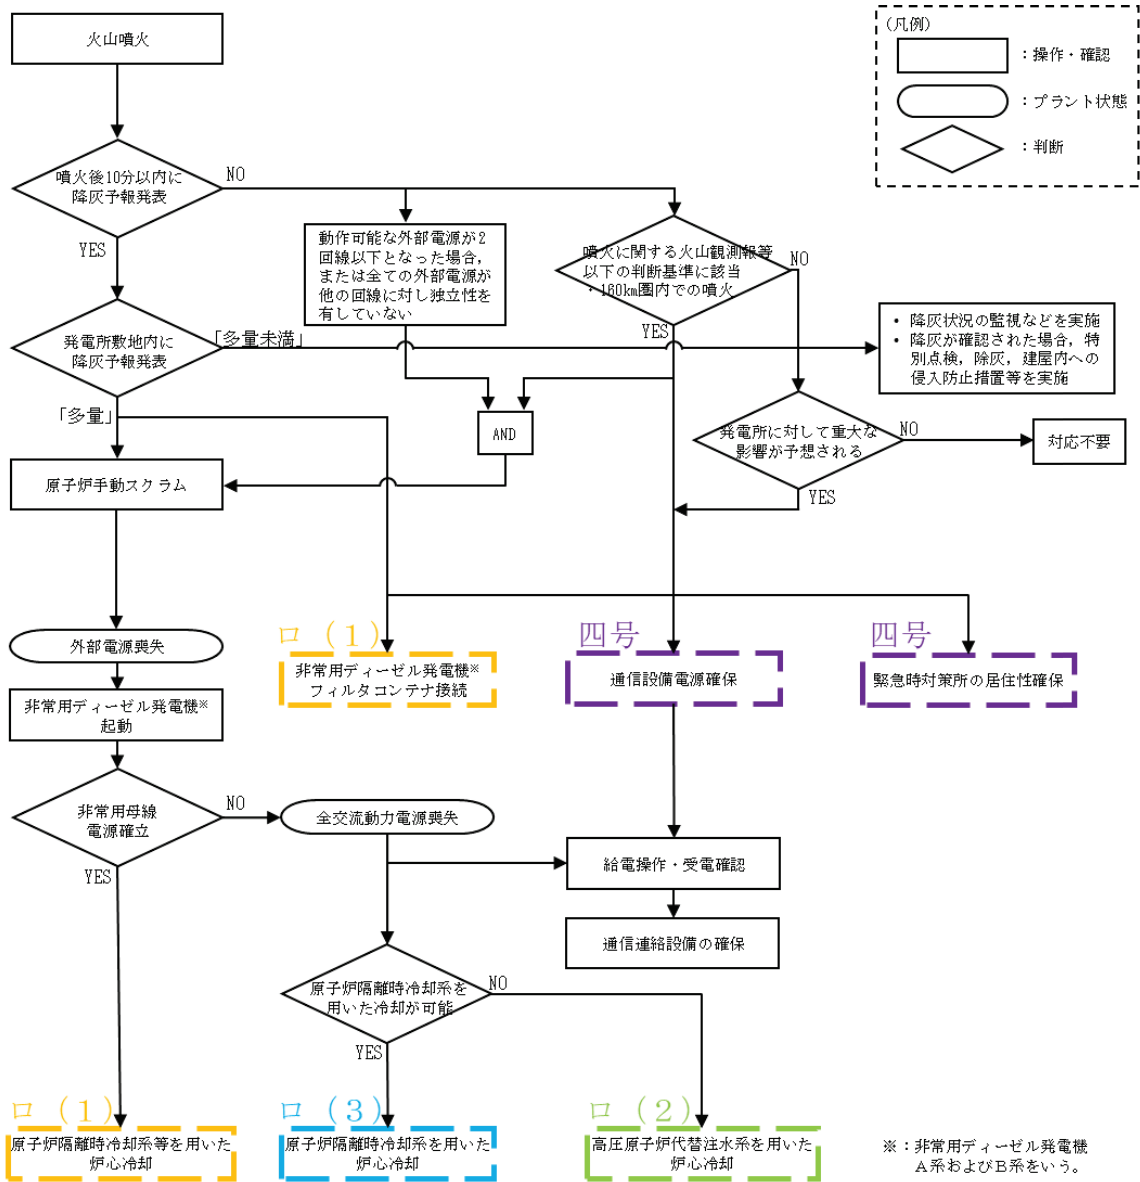 火山噴火
(凡例)
：操作・確認
：プラント状態
：判断
噴火後10分以内に
降灰予報発表
NO
YES
動作可能な外部電源が2
回線以下となった場合，
または全ての外部電源が
他の回線に対し独立性を
有していない
噴火に関する火山観測報等
以下の判断基準に該当
・160km圏内での噴火
NO
YES
発電所敷地内に
降灰予報発表
「多量未満」
「多量」
• 降灰状況の監視などを実施
• 降灰が確認された場合，特
別点検，除灰，建屋内への
侵入防止措置等を実施
AND
発電所に対して重大な
影響が予想される
NO
YES
対応不要
原子炉手動スクラム
外部電源喪失
ロ（１）
非常用ディーゼル発電機※
フィルタコンテナ接続
四号
通信設備電源確保
四号
緊急時対策所の居住性確保
非常用ディーゼル発電機※
起動
非常用母線
電源確立
NO
YES
全交流動力電源喪失
給電操作・受電確認
通信連絡設備の確保
原子炉隔離時冷却系を
用いた冷却が可能
NO
YES
ロ（１）
原子炉隔離時冷却系等を用いた
炉心冷却
ロ（３）
原子炉隔離時冷却系を用いた
炉心冷却
ロ（２）
高圧原子炉代替注水系を用いた
炉心冷却
※：非常用ディーゼル発電機
Ａ系およびＢ系をいう。